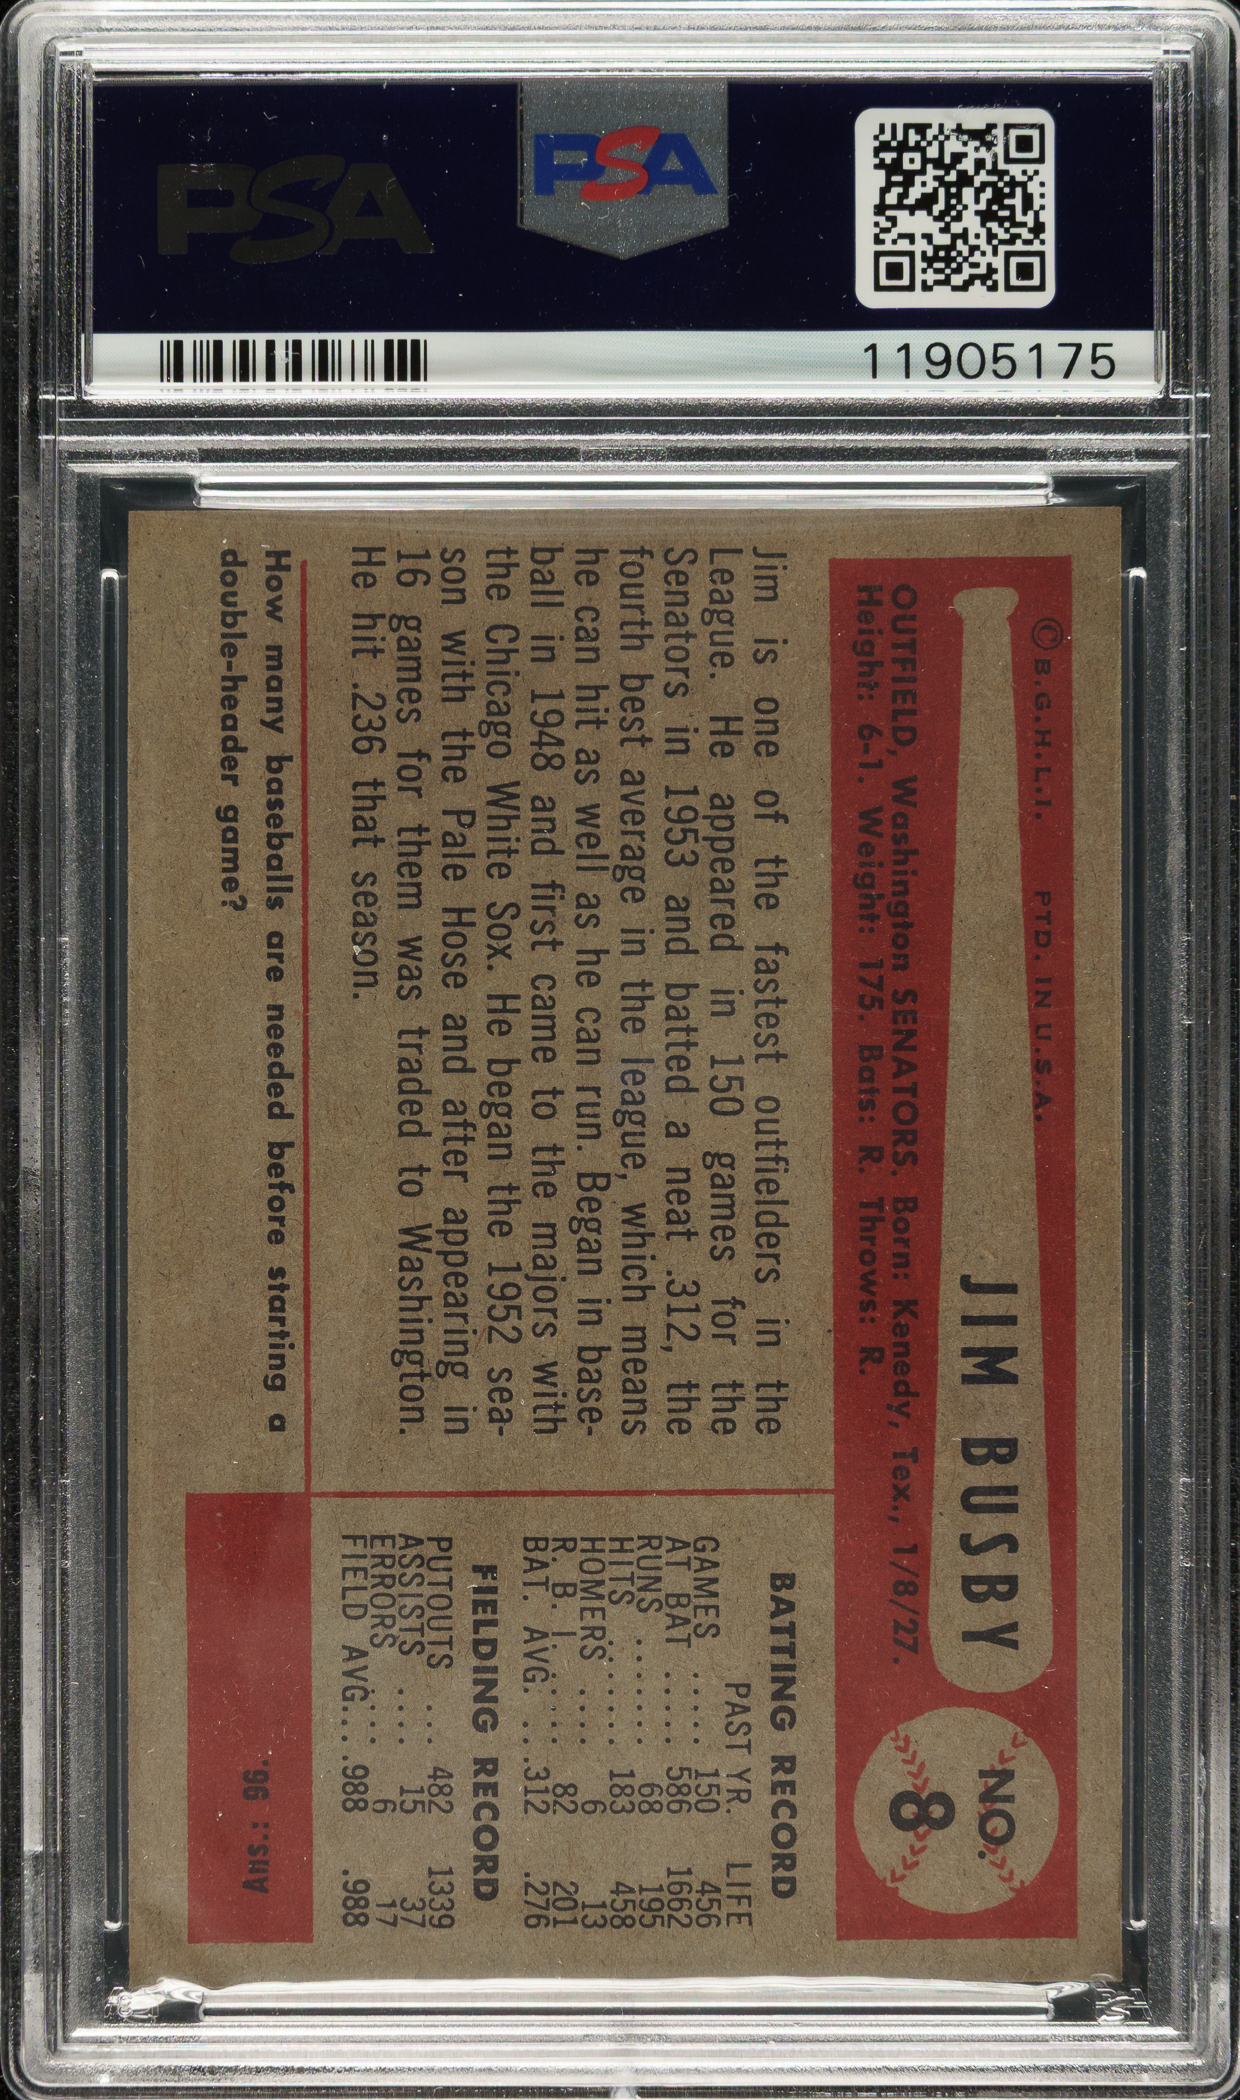 PSA
PSA
11905175
© B.G.H.L.I. PTD. IN U.S.A.
JIM BUSBY
NO.
8
OUTFIELD, Washington SENATORS. Born: Kenedy, Tex., 1/8/27.
Height: 6-1. Weight: 175. Bats: R. Throws: R.
Jim is one of the fastest outfielders in the
League. He appeared in 150 games for the
Senators in 1953 and batted a neat .312, the
fourth best average in the league, which means
he can hit as well as he can run. Began in base-
ball in 1948 and first came to the majors with
the Chicago White Sox. He began the 1952 sea-
son with the Pale Hose and after appearing in
16 games for them was traded to Washington.
He hit .236 that season.
BATTING RECORD
PAST YR. LIFE
GAMES .... 150 456
AT BAT .... 586 1662
RUNS ...... 68 195
HITS ...... 183 458
HOMERS .... 6 13
R. B. I. .... 82 201
BAT. AVG. ... .312 .276
FIELDING RECORD
PUTOUTS ... 482 1339
ASSISTS .... 15 37
ERRORS .... 6 17
FIELD AVG... .988 .988
How many baseballs are needed before starting a
double-header game?
Ans.: 96.